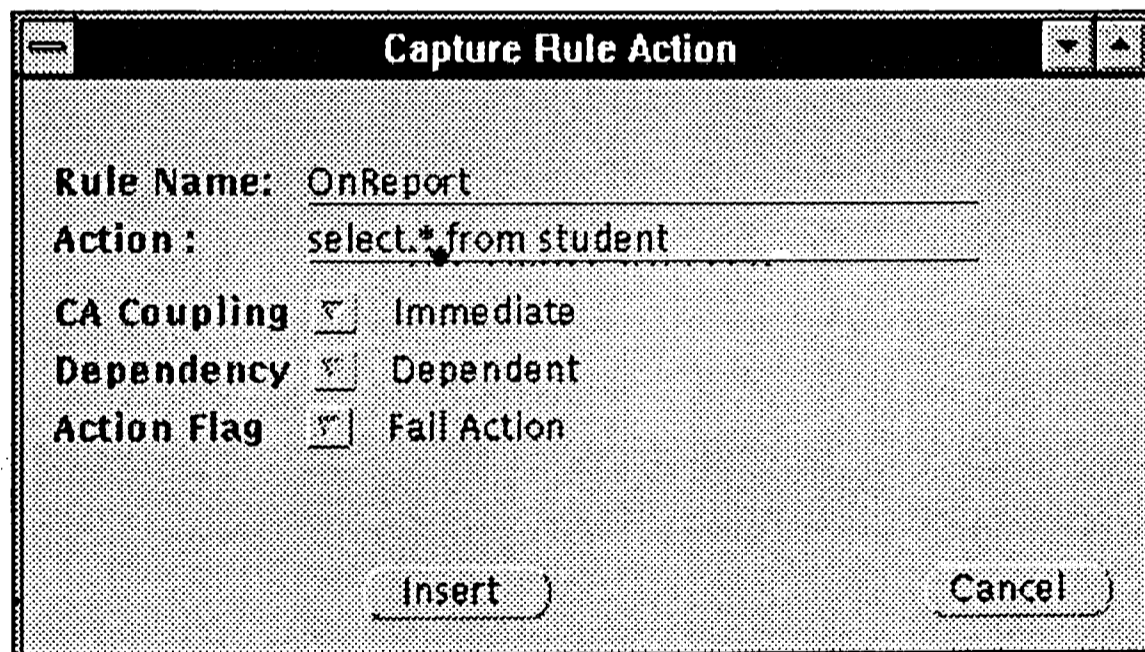 Capture Rule Action
Rule Name: OnReport
Action : select.* from student
CA Coupling Immediate
Dependency Dependent
Action Flag Fail Action
Insert Cancel